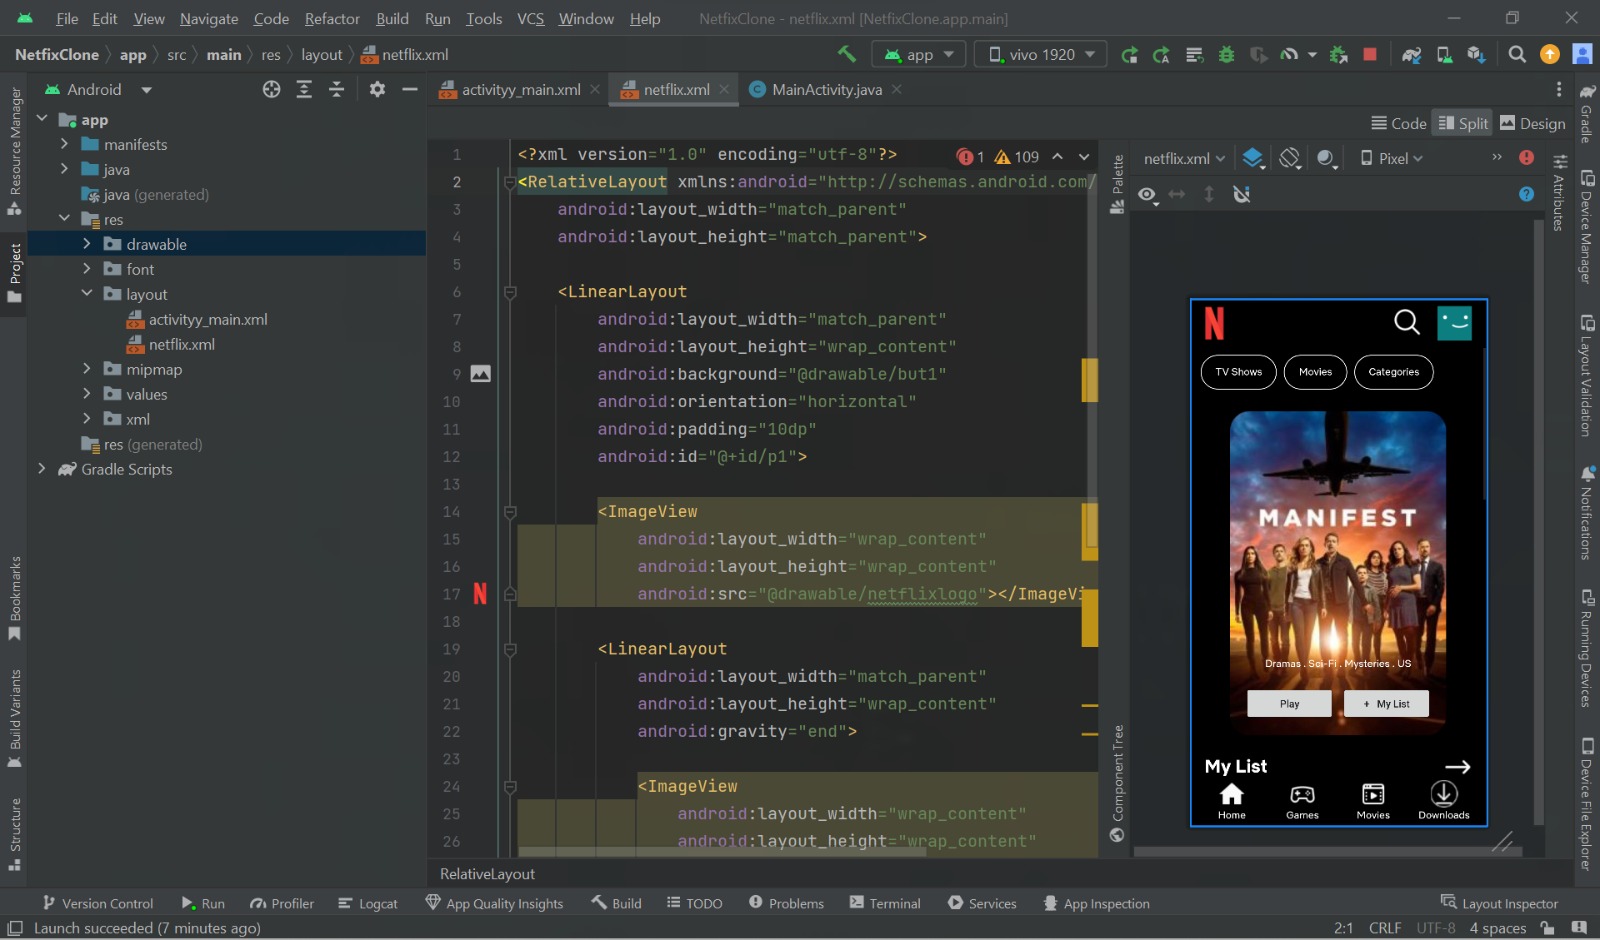 File Edit View Navigate Code Refactor Build Run Tools VCS Window Help NetfixClone - netflix.xml [NetfixClone.app.main]
NetfixClone app src main res layout netflix.xml app vivo 1920
Resource Manager
Project
Bookmarks
Build Variants
Structure
Android
app
manifests
java
java (generated)
res
drawable
font
layout
activityy_main.xml
netflix.xml
mipmap
values
xml
res (generated)
Gradle Scripts
activityy_main.xml netflix.xml MainActivity.java
Code Split Design
1 109
1 <?xml version="1.0" encoding="utf-8"?>
2 <RelativeLayout xmlns:android="http://schemas.android.com/
3 android:layout_width="match_parent"
4 android:layout_height="match_parent">
5
6 <LinearLayout
7 android:layout_width="match_parent"
8 android:layout_height="wrap_content"
9 android:background="@drawable/but1"
10 android:orientation="horizontal"
11 android:padding="10dp"
12 android:id="@+id/p1">
13
14 <ImageView
15 android:layout_width="wrap_content"
16 android:layout_height="wrap_content"
17 android:src="@drawable/netflixlogo"></ImageVi
18
19 <LinearLayout
20 android:layout_width="match_parent"
21 android:layout_height="wrap_content"
22 android:gravity="end">
23
24 <ImageView
25 android:layout_width="wrap_content"
26 android:layout_height="wrap_content"
RelativeLayout
Palette
Component Tree
netflix.xml Pixel
N
TV Shows Movies Categories
MANIFEST
Dramas . Sci-Fi . Mysteries . US
Play + My List
My List
Home Games Movies Downloads
Attributes
Gradle
Device Manager
Layout Validation
Notifications
Running Devices
Device File Explorer
Version Control Run Profiler Logcat App Quality Insights Build TODO Problems Terminal Services App Inspection Layout Inspector
Launch succeeded (7 minutes ago) 2:1 CRLF UTF-8 4 spaces